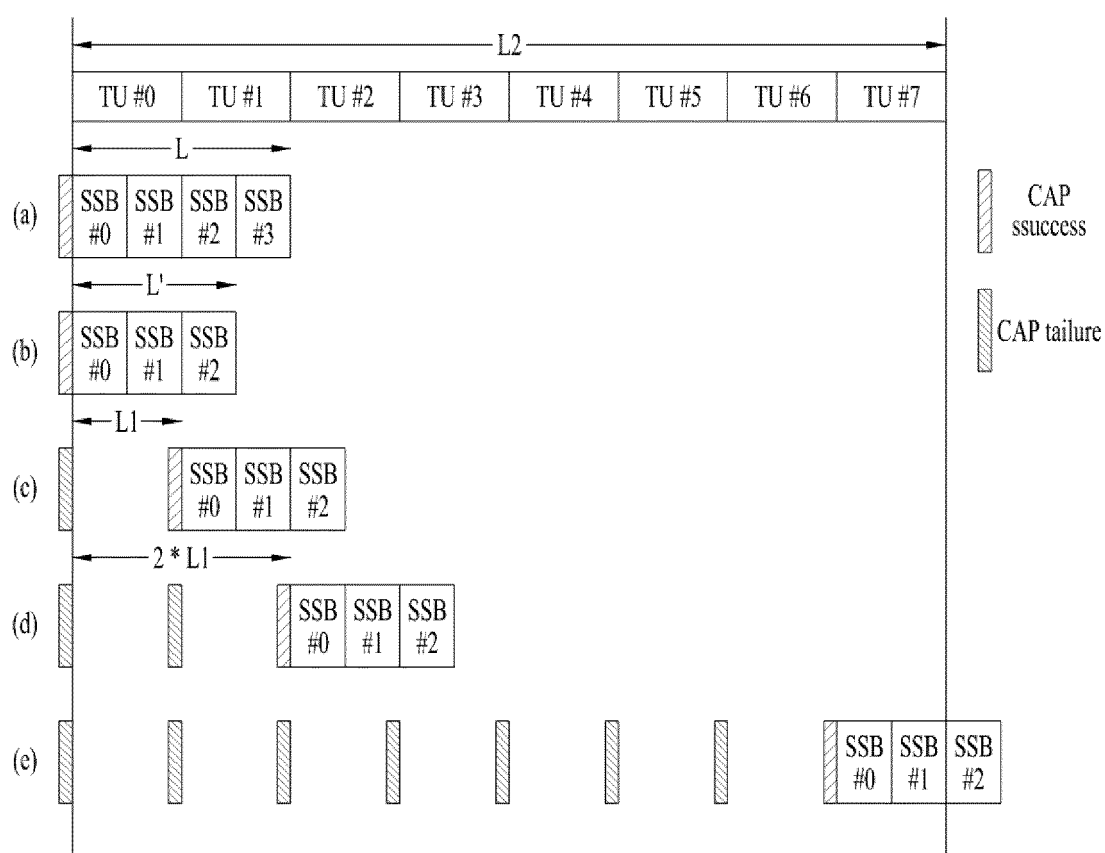 L2
TU #0 TU #1 TU #2 TU #3 TU #4 TU #5 TU #6 TU #7
L
(a) SSB #0 SSB #1 SSB #2 SSB #3
CAP
ssuccess
L'
(b) SSB #0 SSB #1 SSB #2
CAP tailure
L1
(c) SSB #0 SSB #1 SSB #2
2 * L1
(d) SSB #0 SSB #1 SSB #2
(e) SSB #0 SSB #1 SSB #2